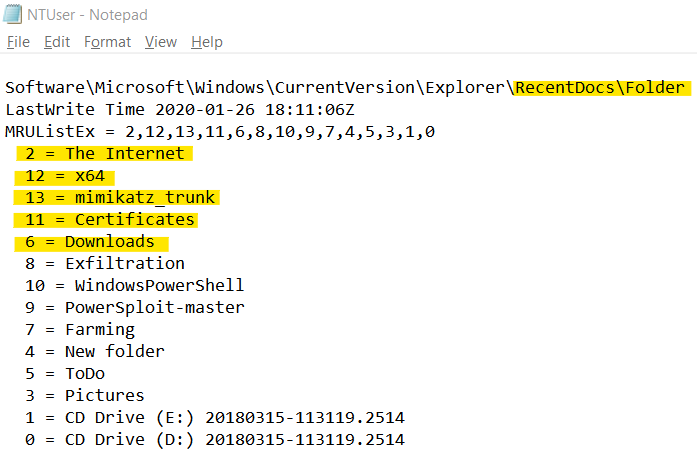 NTUser - Notepad
File Edit Format View Help
Software\Microsoft\Windows\CurrentVersion\Explorer\RecentDocs\Folder
LastWrite Time 2020-01-26 18:11:06Z
MRUListEx = 2,12,13,11,6,8,10,9,7,4,5,3,1,0
2 = The Internet
12 = x64
13 = mimikatz_trunk
11 = Certificates
6 = Downloads
8 = Exfiltration
10 = WindowsPowerShell
9 = PowerSploit-master
7 = Farming
4 = New folder
5 = ToDo
3 = Pictures
1 = CD Drive (E:) 20180315-113119.2514
0 = CD Drive (D:) 20180315-113119.2514